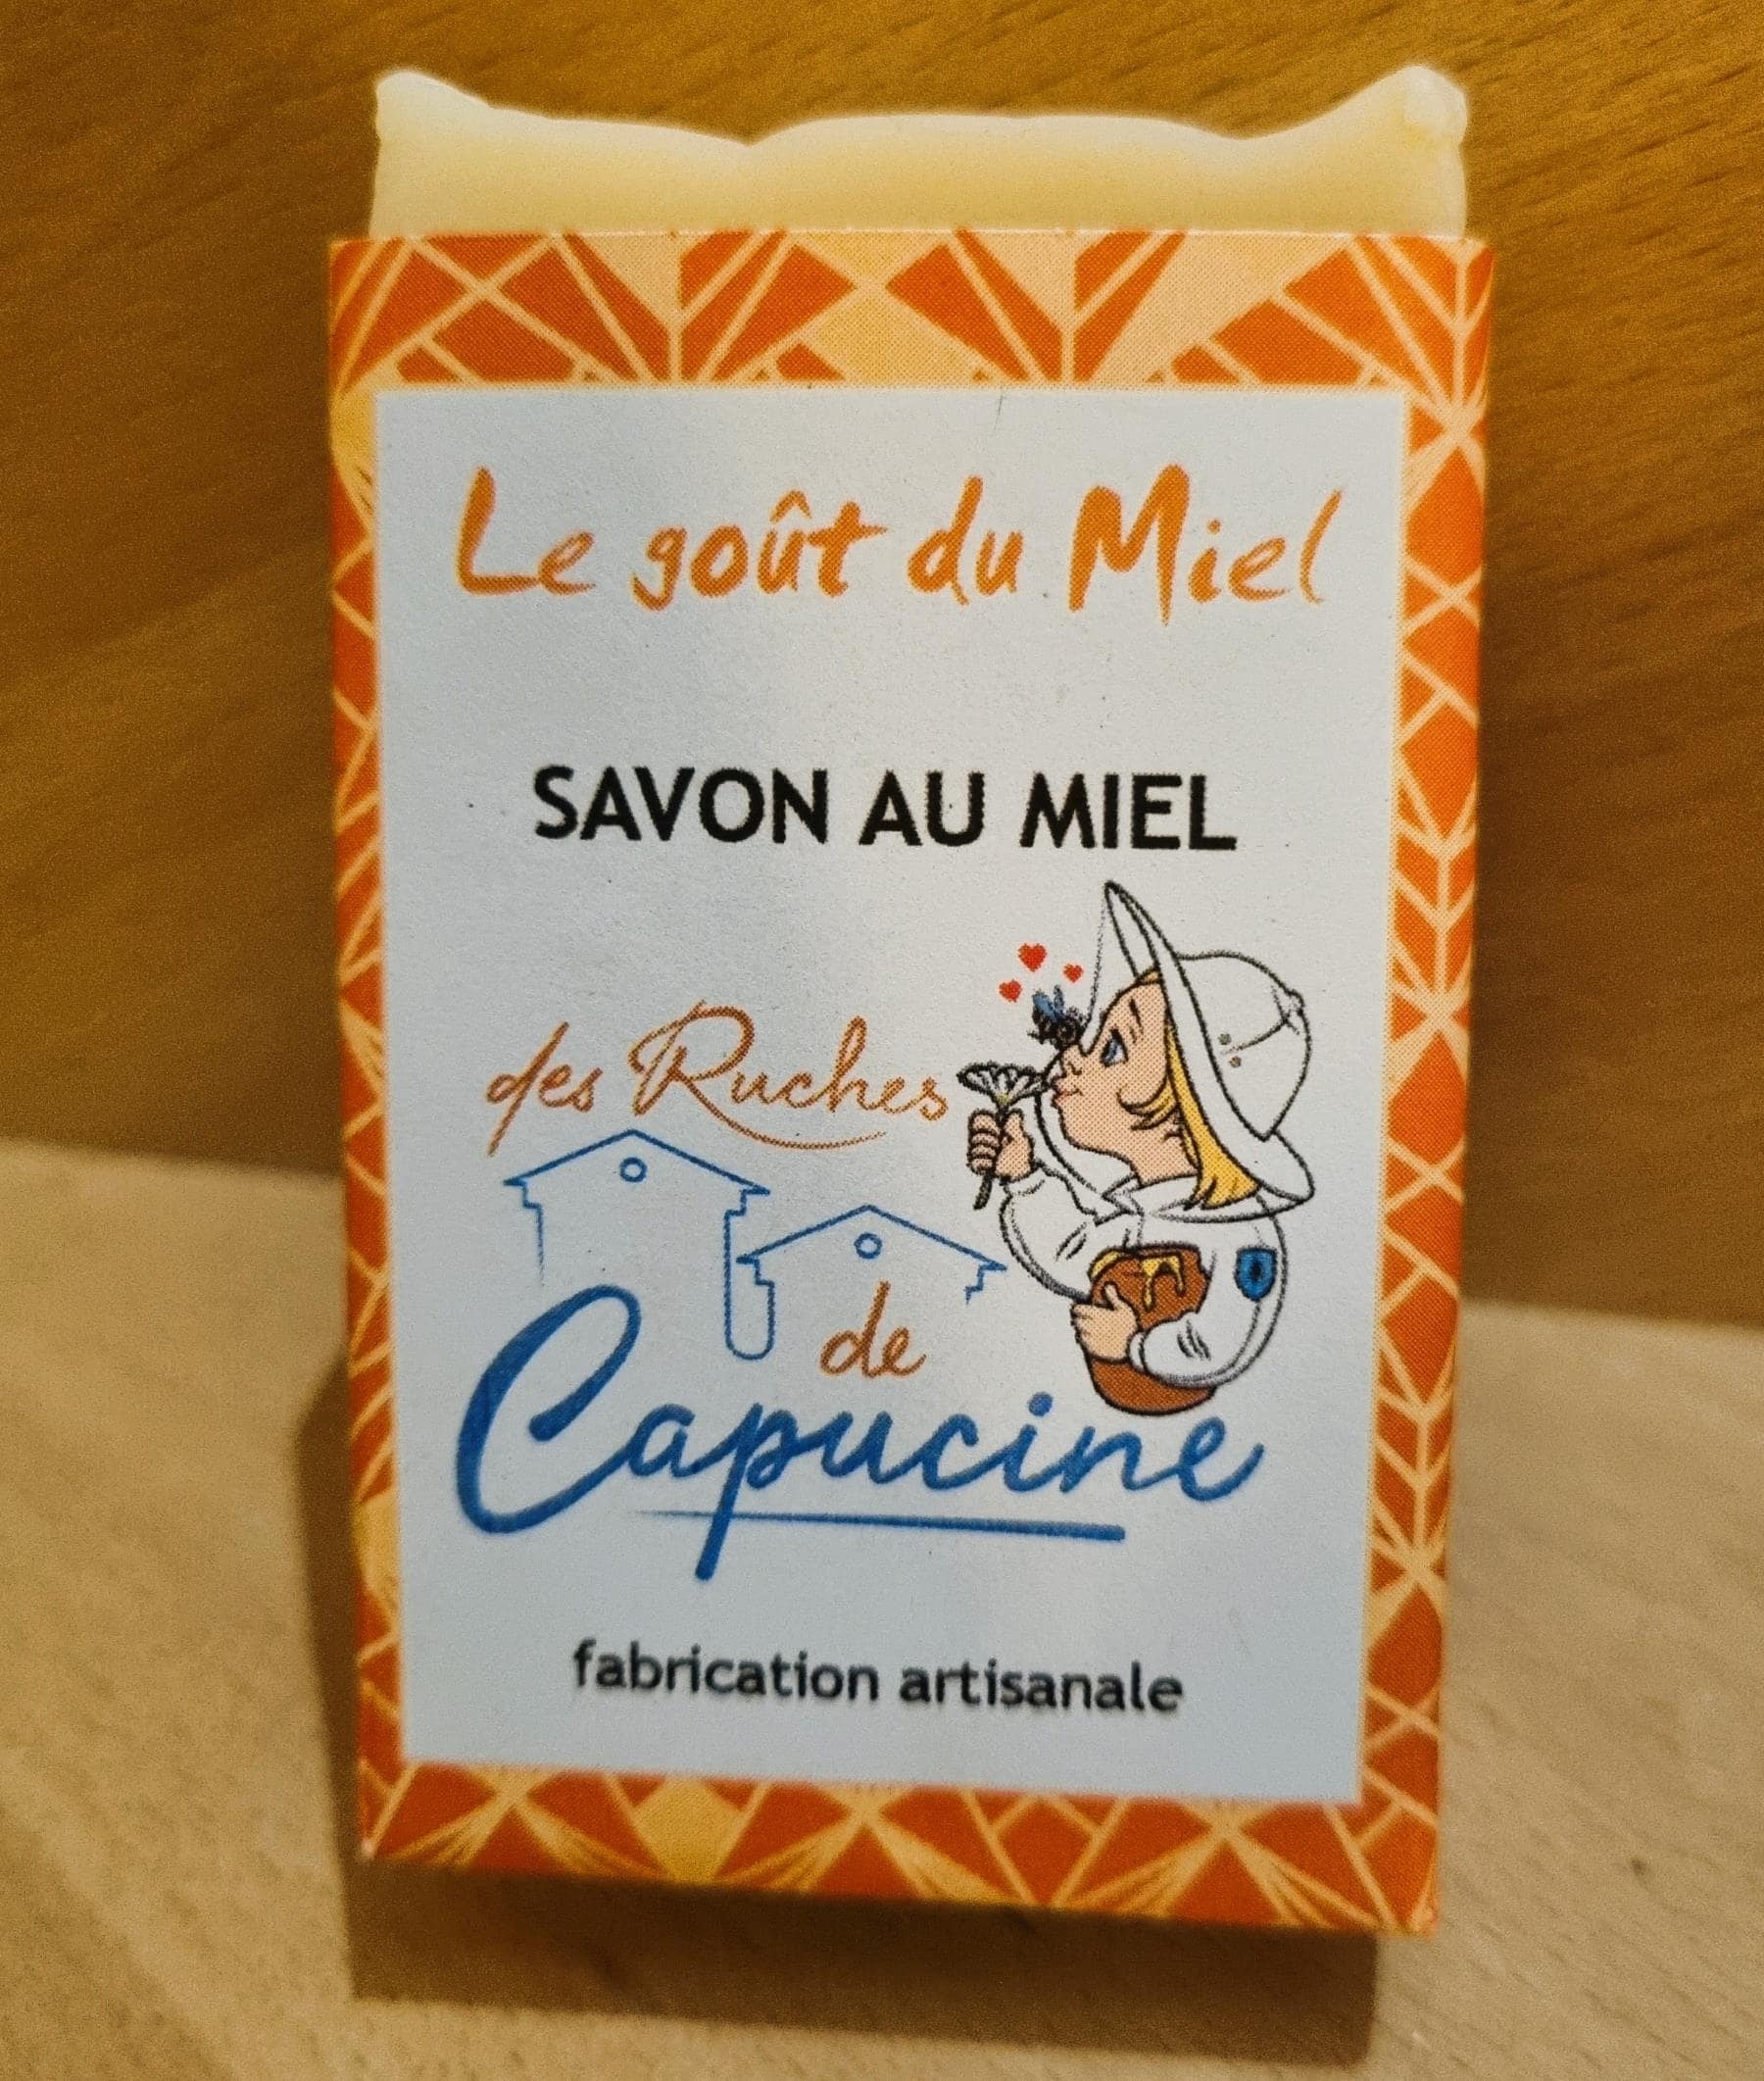 Le goût du Miel
SAVON AU MIEL
des Ruches
de
Capucine
fabrication artisanale